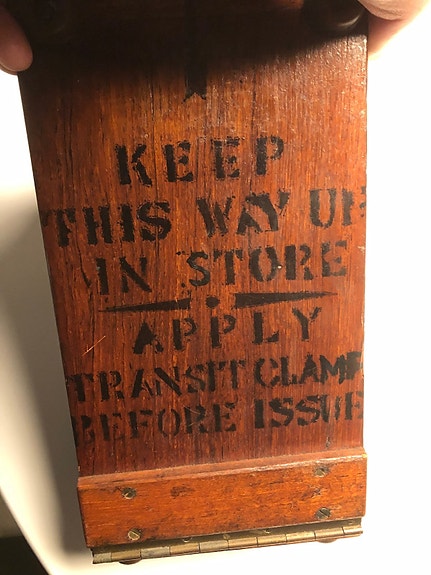 KEEP
THIS WAY UP
IN STORE
APPLY
TRANSIT CLAMP
BEFORE ISSUE